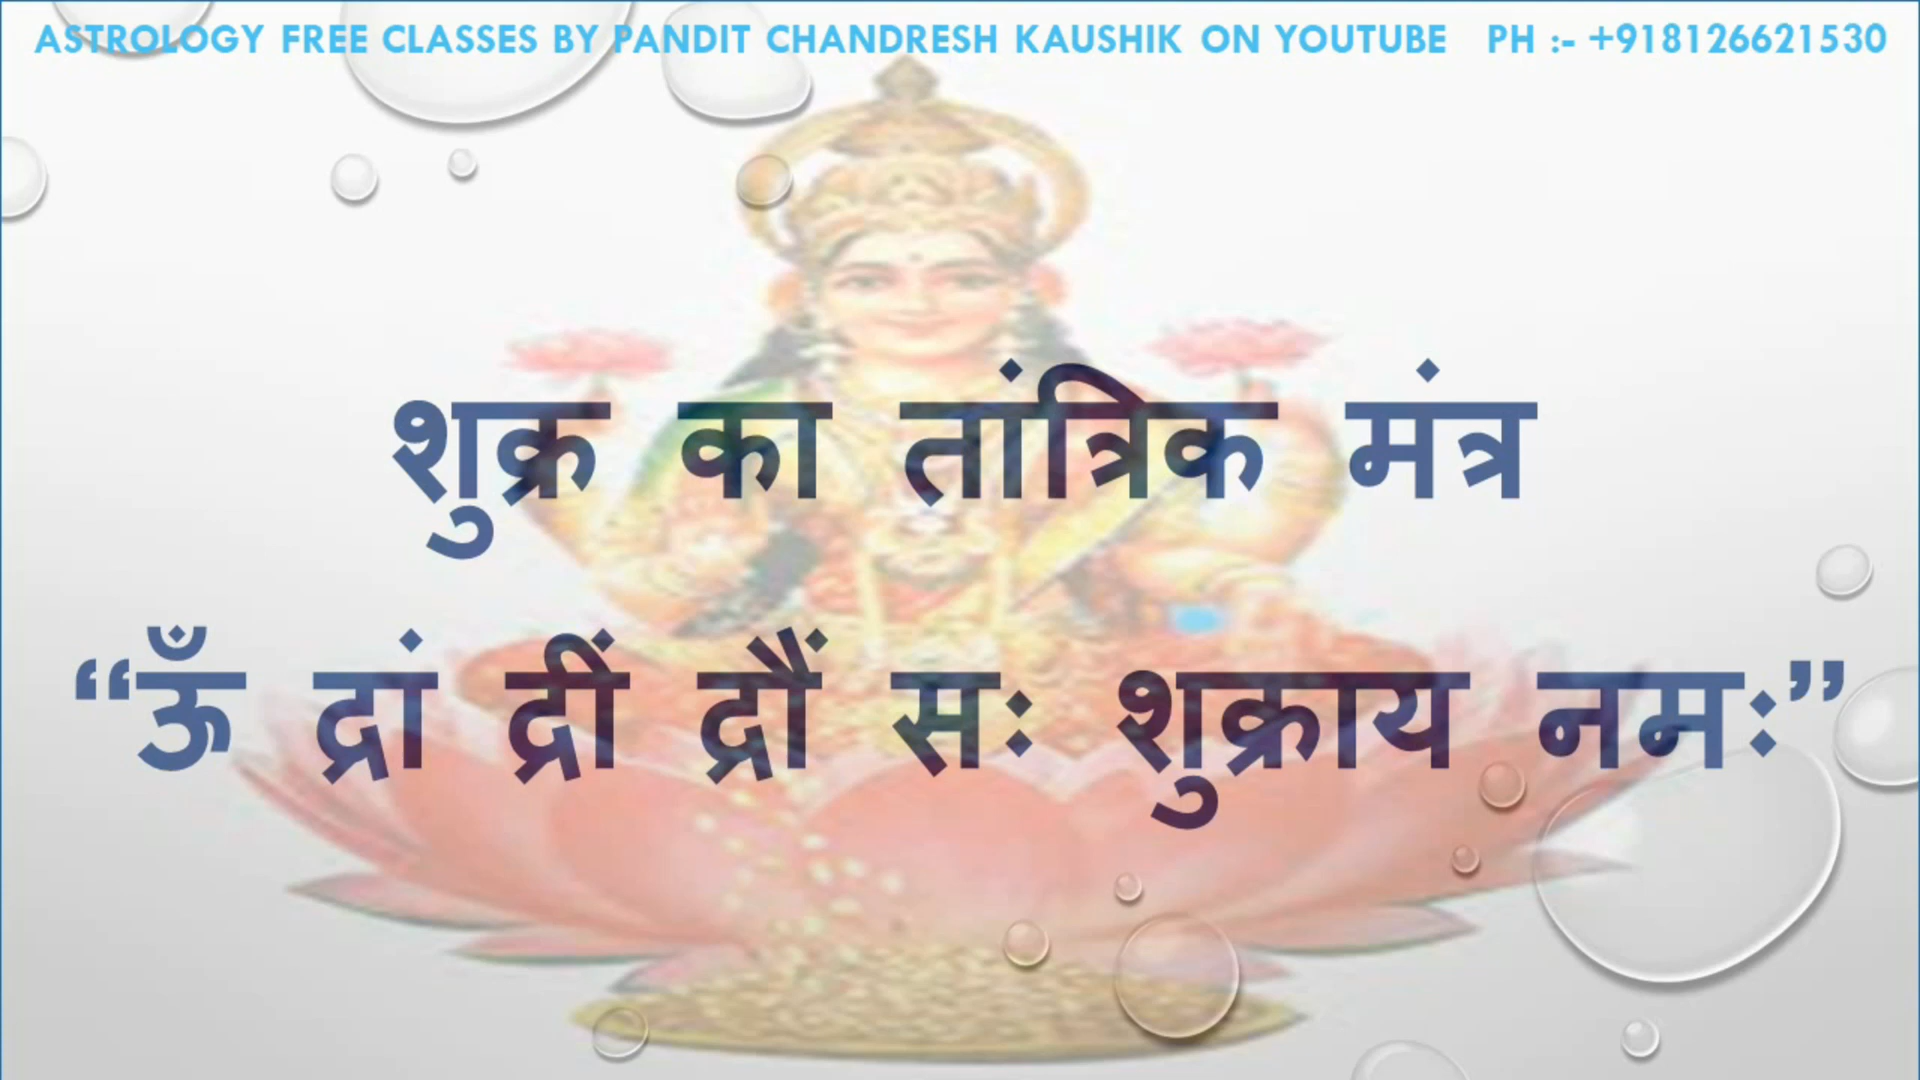 ASTROLOGY FREE CLASSES BY PANDIT CHANDRESH KAUSHIK ON YOUTUBE PH :- +918126621530
शुक्र का तांत्रिक मंत्र
“ऊँ द्रां द्रीं द्रौं सः शुक्राय नमः”